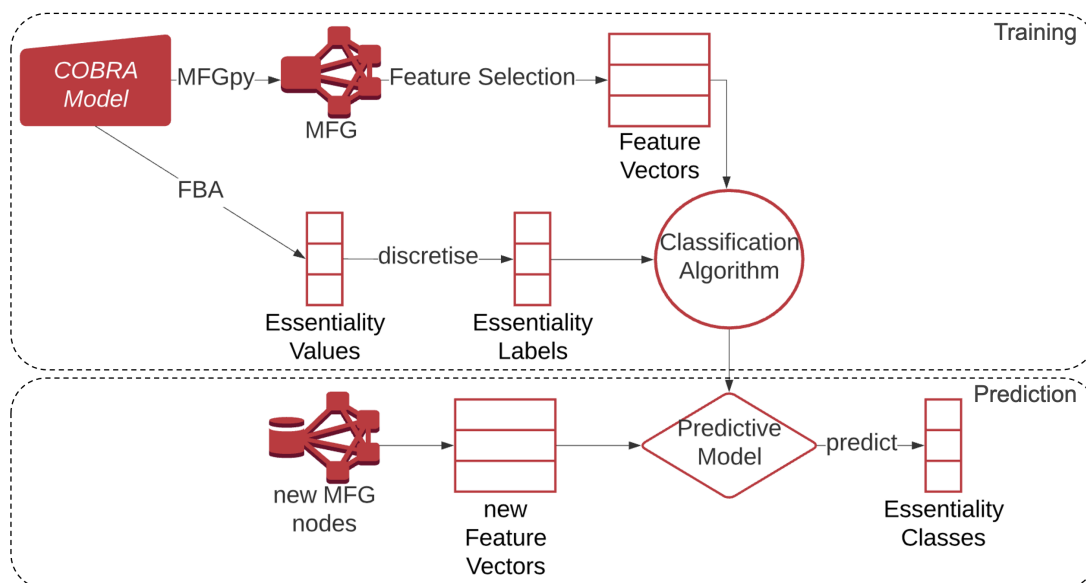 Training
COBRA
Model
MFGpy
MFG
Feature Selection
Feature
Vectors
FBA
Essentiality
Values
discretise
Essentiality
Labels
Classification
Algorithm
Prediction
new MFG
nodes
new
Feature
Vectors
Predictive
Model
predict
Essentiality
Classes